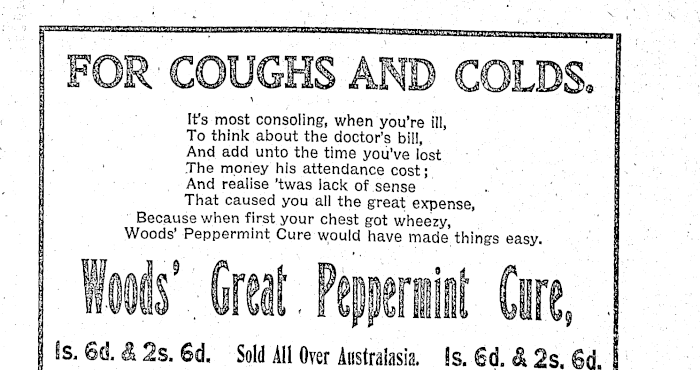 FOR COUGHS AND COLDS.
It's most consoling, when you're ill,
To think about the doctor's bill,
And add unto the time you've lost
The money his attendance cost;
And realise 'twas lack of sense
That caused you all the great expense,
Because when first your chest got wheezy,
Woods' Peppermint Cure would have made things easy.
Woods' Great Peppermint Cure,
1s. 6d. & 2s. 6d. Sold All Over Australasia. 1s. 6d. & 2s. 6d.